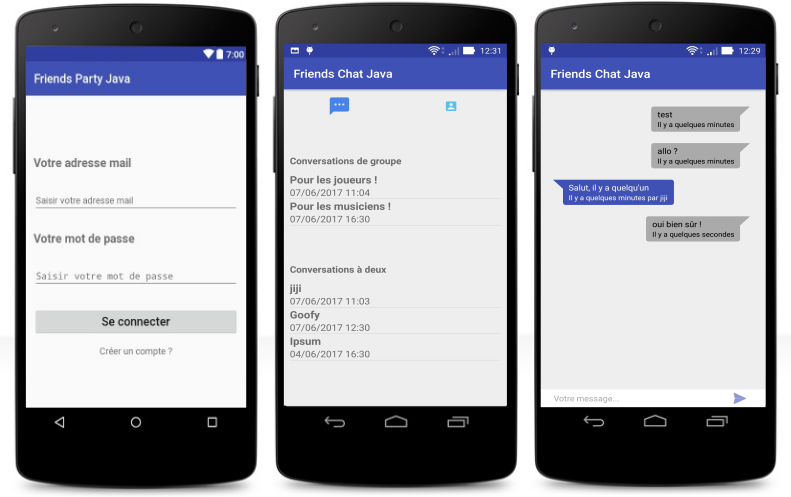 7:00
Friends Party Java
Votre adresse mail
Saisir votre adresse mail
Votre mot de passe
Saisir votre mot de passe
Se connecter
Créer un compte ?
12:31
Friends Chat Java
Conversations de groupe
Pour les joueurs !
07/06/2017 11:04
Pour les musiciens !
07/06/2017 16:30
Conversations à deux
jiji
07/06/2017 11:03
Goofy
07/06/2017 12:30
Ipsum
04/06/2017 16:30
12:29
Friends Chat Java
test
Il y a quelques minutes
allo ?
Il y a quelques minutes
Salut, il y a quelqu'un
Il y a quelques minutes par jiji
oui bien sûr !
Il y a quelques secondes
Votre message...